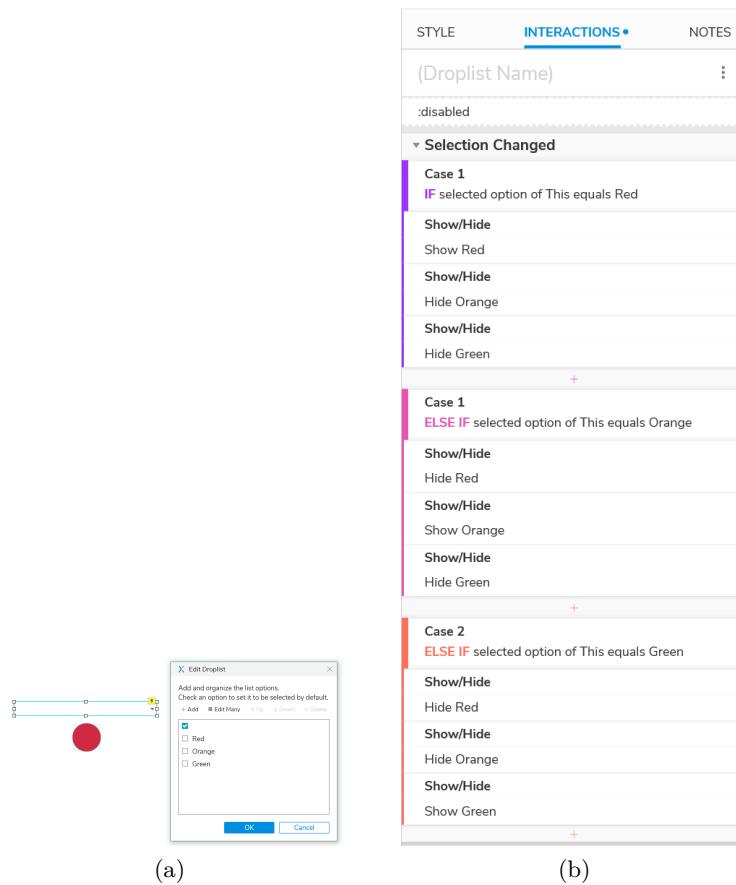 STYLE INTERACTIONS NOTES
(Droplist Name)
:disabled
Selection Changed
Case 1
IF selected option of This equals Red
Show/Hide
Show Red
Show/Hide
Hide Orange
Show/Hide
Hide Green
+
Case 1
ELSE IF selected option of This equals Orange
Show/Hide
Hide Red
Show/Hide
Show Orange
Show/Hide
Hide Green
+
Case 2
ELSE IF selected option of This equals Green
Show/Hide
Hide Red
Show/Hide
Hide Orange
Show/Hide
Show Green
+
Edit Droplist
Add and organize the list options.
Check an option to set it to be selected by default.
+ Add Edit Many Up Down Delete
Red
Orange
Green
OK Cancel
(a) (b)